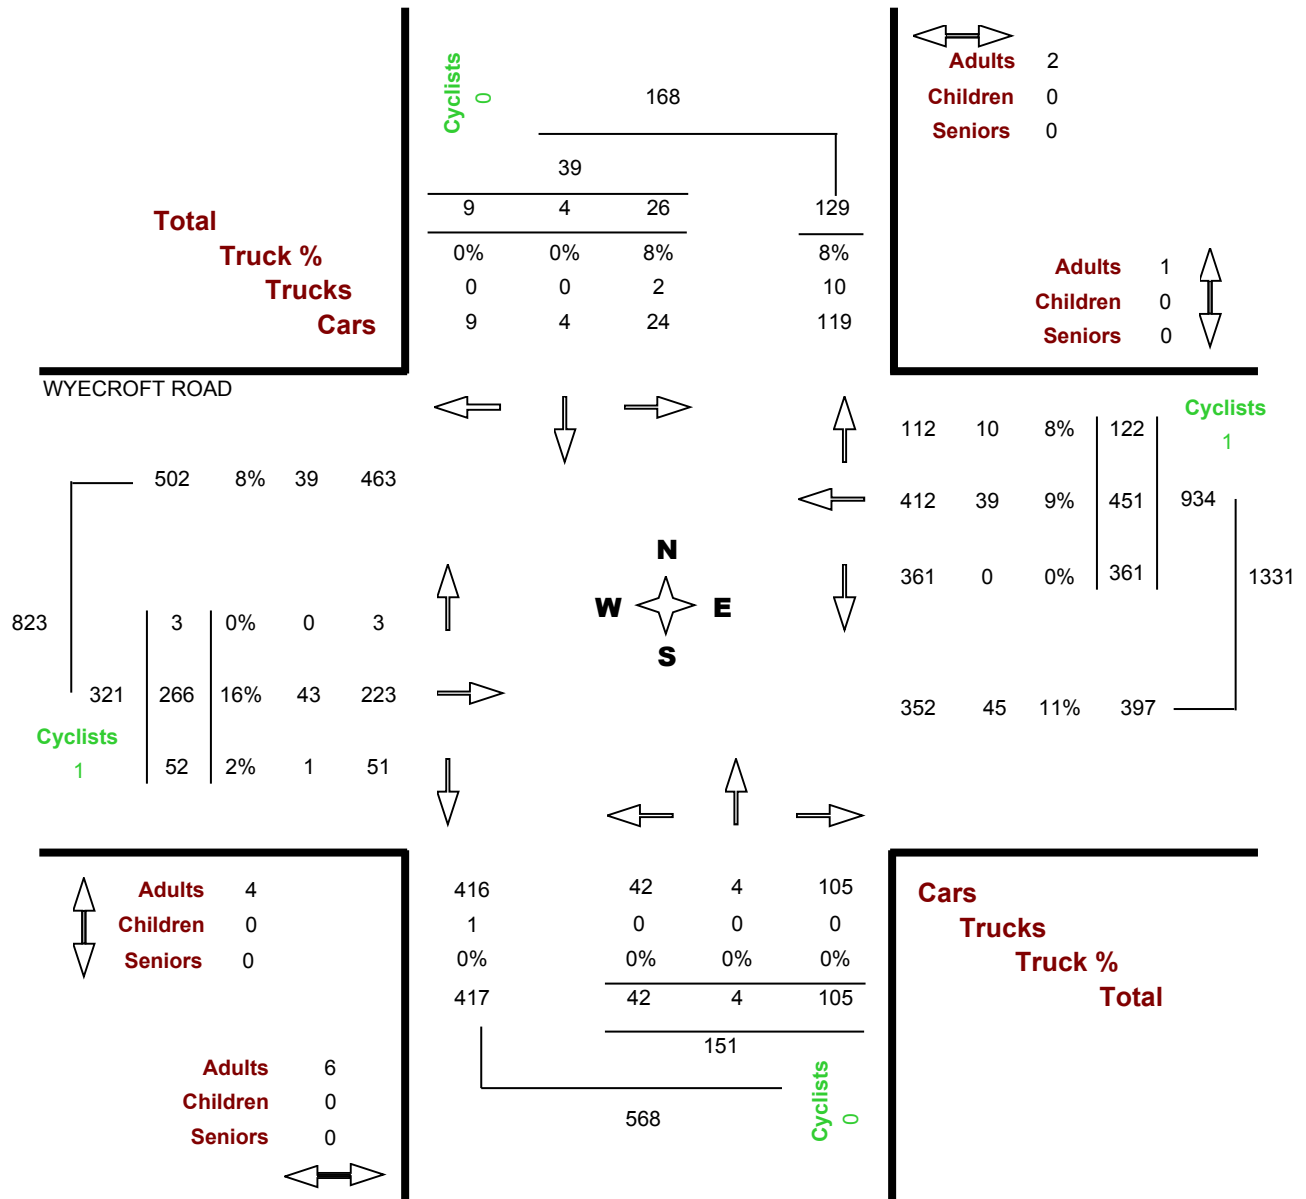 Cyclists
0
168
39
9 4 26 129
0% 0% 8% 8%
0 0 2 10
9 4 24 119
Total
Truck %
Trucks
Cars
Adults 2
Children 0
Seniors 0
Adults 1
Children 0
Seniors 0
WYECROFT ROAD
502 8% 39 463
823
3 0% 0 3
321 266 16% 43 223
52 2% 1 51
Cyclists
1
N
W E
S
112 10 8% 122
412 39 9% 451 934
361 0 0% 361
1331
352 45 11% 397
Cyclists
1
Adults 4
Children 0
Seniors 0
Adults 6
Children 0
Seniors 0
416 42 4 105
1 0 0 0
0% 0% 0% 0%
417 42 4 105
151
568
Cyclists
0
Cars
Trucks
Truck %
Total